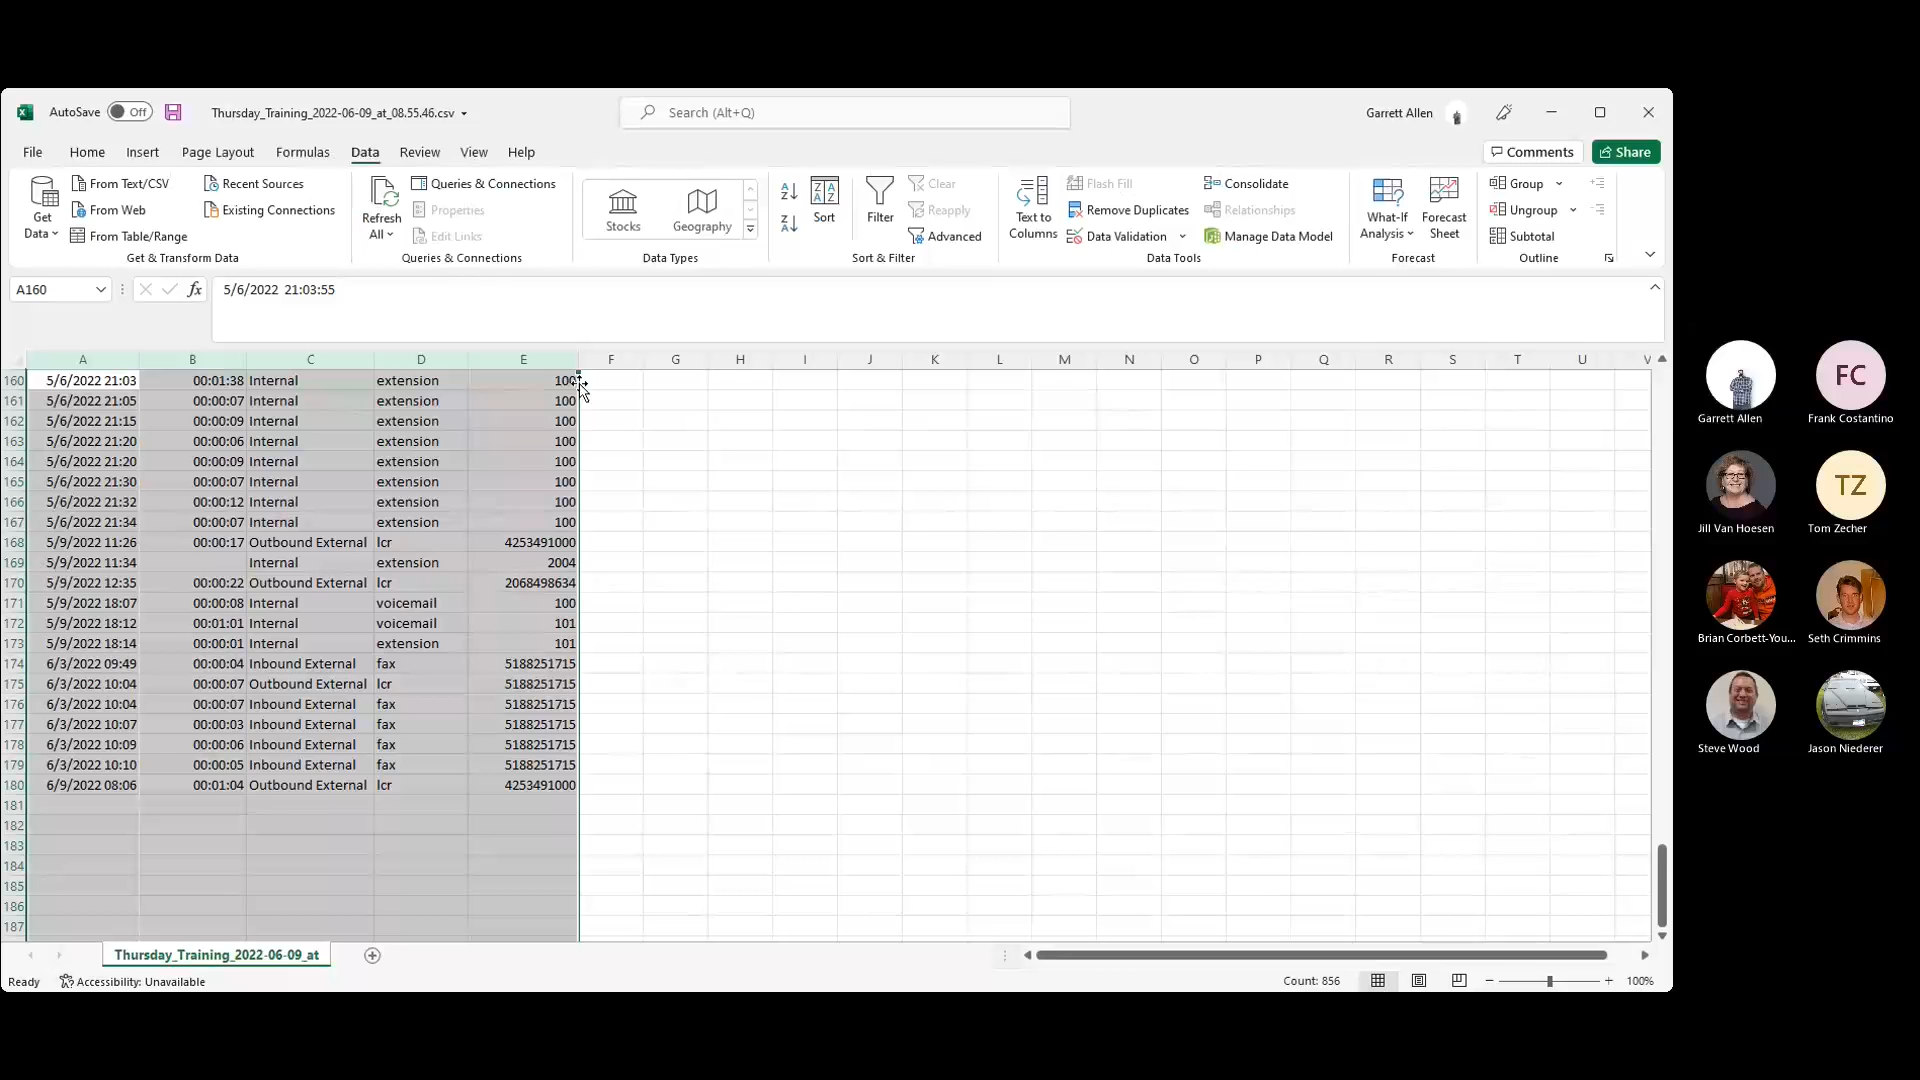 AutoSave Off Thursday_Training_2022-06-09_at_08.55.46.csv Search (Alt+Q) Garrett Allen
File Home Insert Page Layout Formulas Data Review View Help Comments Share
Get Data
From Text/CSV
From Web
From Table/Range
Recent Sources
Existing Connections
Get & Transform Data
Refresh All
Queries & Connections
Properties
Edit Links
Queries & Connections
Stocks
Geography
Data Types
Sort
Filter
Clear
Reapply
Advanced
Sort & Filter
Text to Columns
Flash Fill
Remove Duplicates
Data Validation
Consolidate
Relationships
Manage Data Model
Data Tools
What-If Analysis
Forecast Sheet
Forecast
Group
Ungroup
Subtotal
Outline
A160 fx 5/6/2022 21:03:55
A B C D E F G H I J K L M N O P Q R S T U V
160 5/6/2022 21:03 00:01:38 Internal extension 100
161 5/6/2022 21:05 00:00:07 Internal extension 100
162 5/6/2022 21:15 00:00:09 Internal extension 100
163 5/6/2022 21:20 00:00:06 Internal extension 100
164 5/6/2022 21:20 00:00:09 Internal extension 100
165 5/6/2022 21:30 00:00:07 Internal extension 100
166 5/6/2022 21:32 00:00:12 Internal extension 100
167 5/6/2022 21:34 00:00:07 Internal extension 100
168 5/9/2022 11:26 00:00:17 Outbound External lcr 4253491000
169 5/9/2022 11:34 Internal extension 2004
170 5/9/2022 12:35 00:00:22 Outbound External lcr 2068498634
171 5/9/2022 18:07 00:00:08 Internal voicemail 100
172 5/9/2022 18:12 00:01:01 Internal voicemail 101
173 5/9/2022 18:14 00:00:01 Internal extension 101
174 6/3/2022 09:49 00:00:04 Inbound External fax 5188251715
175 6/3/2022 10:04 00:00:07 Outbound External lcr 5188251715
176 6/3/2022 10:04 00:00:07 Inbound External fax 5188251715
177 6/3/2022 10:07 00:00:03 Inbound External fax 5188251715
178 6/3/2022 10:09 00:00:06 Inbound External fax 5188251715
179 6/3/2022 10:10 00:00:05 Inbound External fax 5188251715
180 6/9/2022 08:06 00:01:04 Outbound External lcr 4253491000
181
182
183
184
185
186
187
Thursday_Training_2022-06-09_at
Ready Accessibility: Unavailable Count: 856 100%
FC
Garrett Allen Frank Costantino
TZ
Jill Van Hoesen Tom Zecher
Brian Corbett-You... Seth Crimmins
Steve Wood Jason Niederer